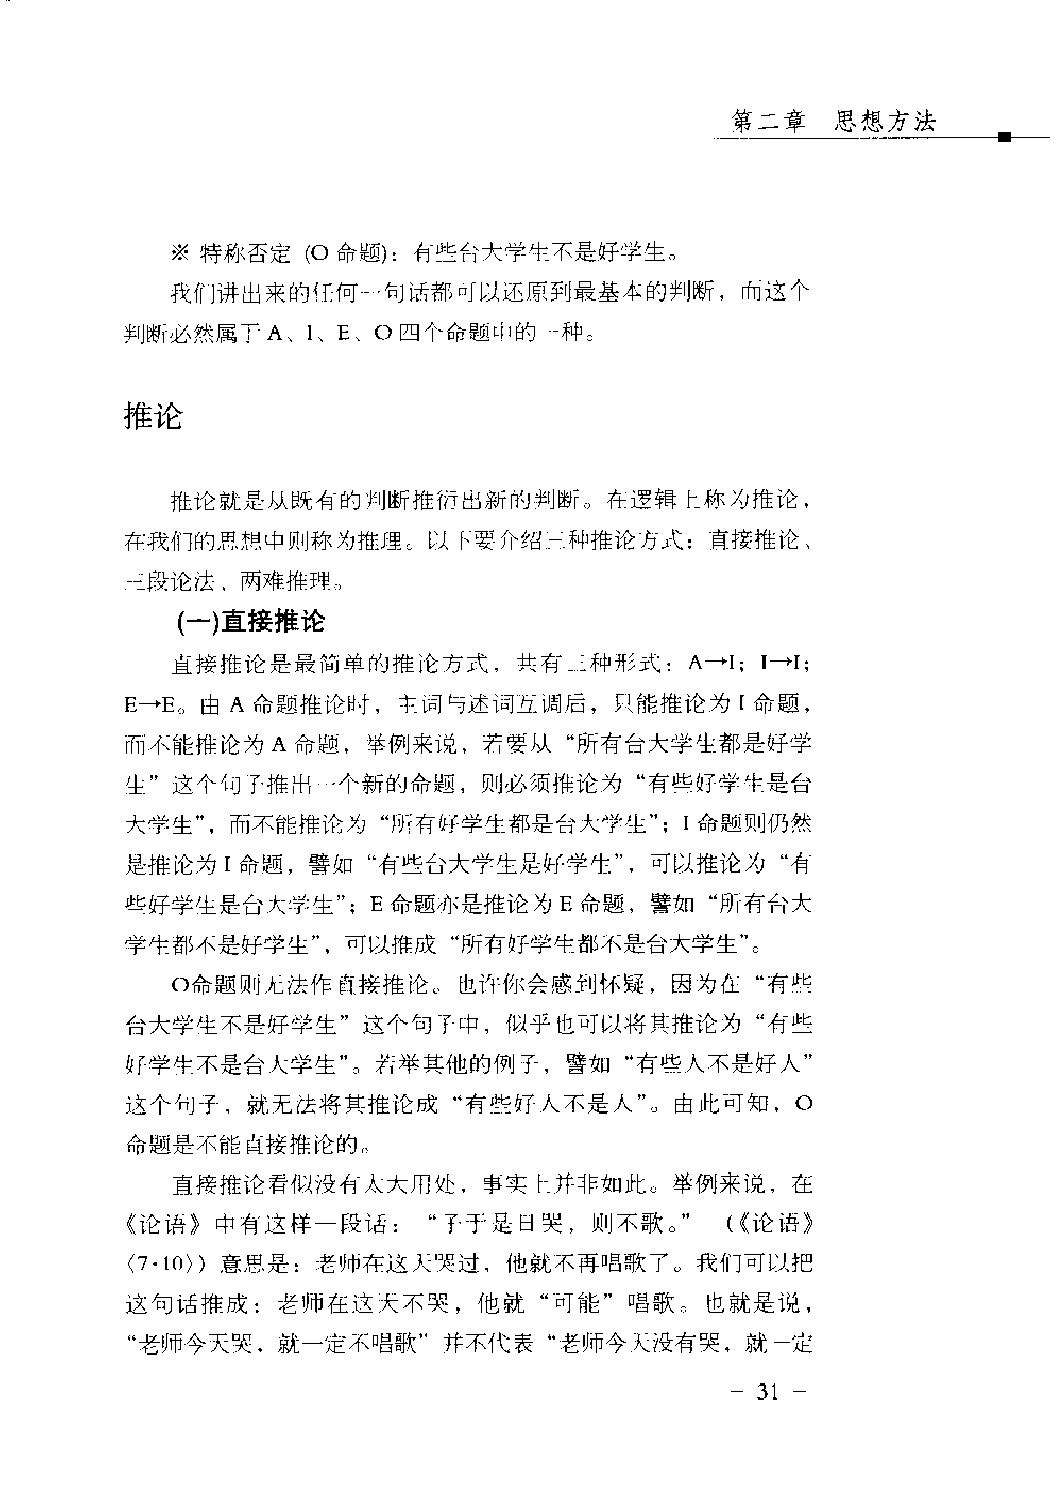 第二章 思想方法
※ 特称否定 (O 命题)：有些台大学生不是好学生。
我们讲出来的任何一句话都可以还原到最基本的判断，而这个
判断必然属于 A、I、E、O 四个命题中的一种。
推论
推论就是从既有的判断推衍出新的判断。在逻辑上称为推论，
在我们的思想中则称为推理。以下要介绍三种推论方式：直接推论、
三段论法、两难推理。
(一)直接推论
直接推论是最简单的推论方式，共有三种形式：A→I；I→I；
E→E。由 A 命题推论时，主词与述词互调后，只能推论为 I 命题，
而不能推论为 A 命题，举例来说，若要从“所有台大学生都是好学
生”这个句子推出一个新的命题，则必须推论为“有些好学生是台
大学生”，而不能推论为“所有好学生都是台大学生”；I 命题则仍然
是推论为 I 命题，譬如“有些台大学生是好学生”，可以推论为“有
些好学生是台大学生”；E 命题亦是推论为 E 命题，譬如“所有台大
学生都不是好学生”，可以推成“所有好学生都不是台大学生”。
O命题则无法作直接推论。也许你会感到怀疑，因为在“有些
台大学生不是好学生”这个句子中，似乎也可以将其推论为“有些
好学生不是台大学生”。若举其他的例子，譬如“有些人不是好人”
这个句子，就无法将其推论成“有些好人不是人”。由此可知，O
命题是不能直接推论的。
直接推论看似没有太大用处，事实上并非如此。举例来说，在
《论语》中有这样一段话：“子于是日哭，则不歌。”（《论语》
〈7·10〉）意思是：老师在这天哭过，他就不再唱歌了。我们可以把
这句话推成：老师在这天不哭，他就“可能”唱歌。也就是说，
“老师今天哭，就一定不唱歌”并不代表“老师今天没有哭，就一定
－ 31 －